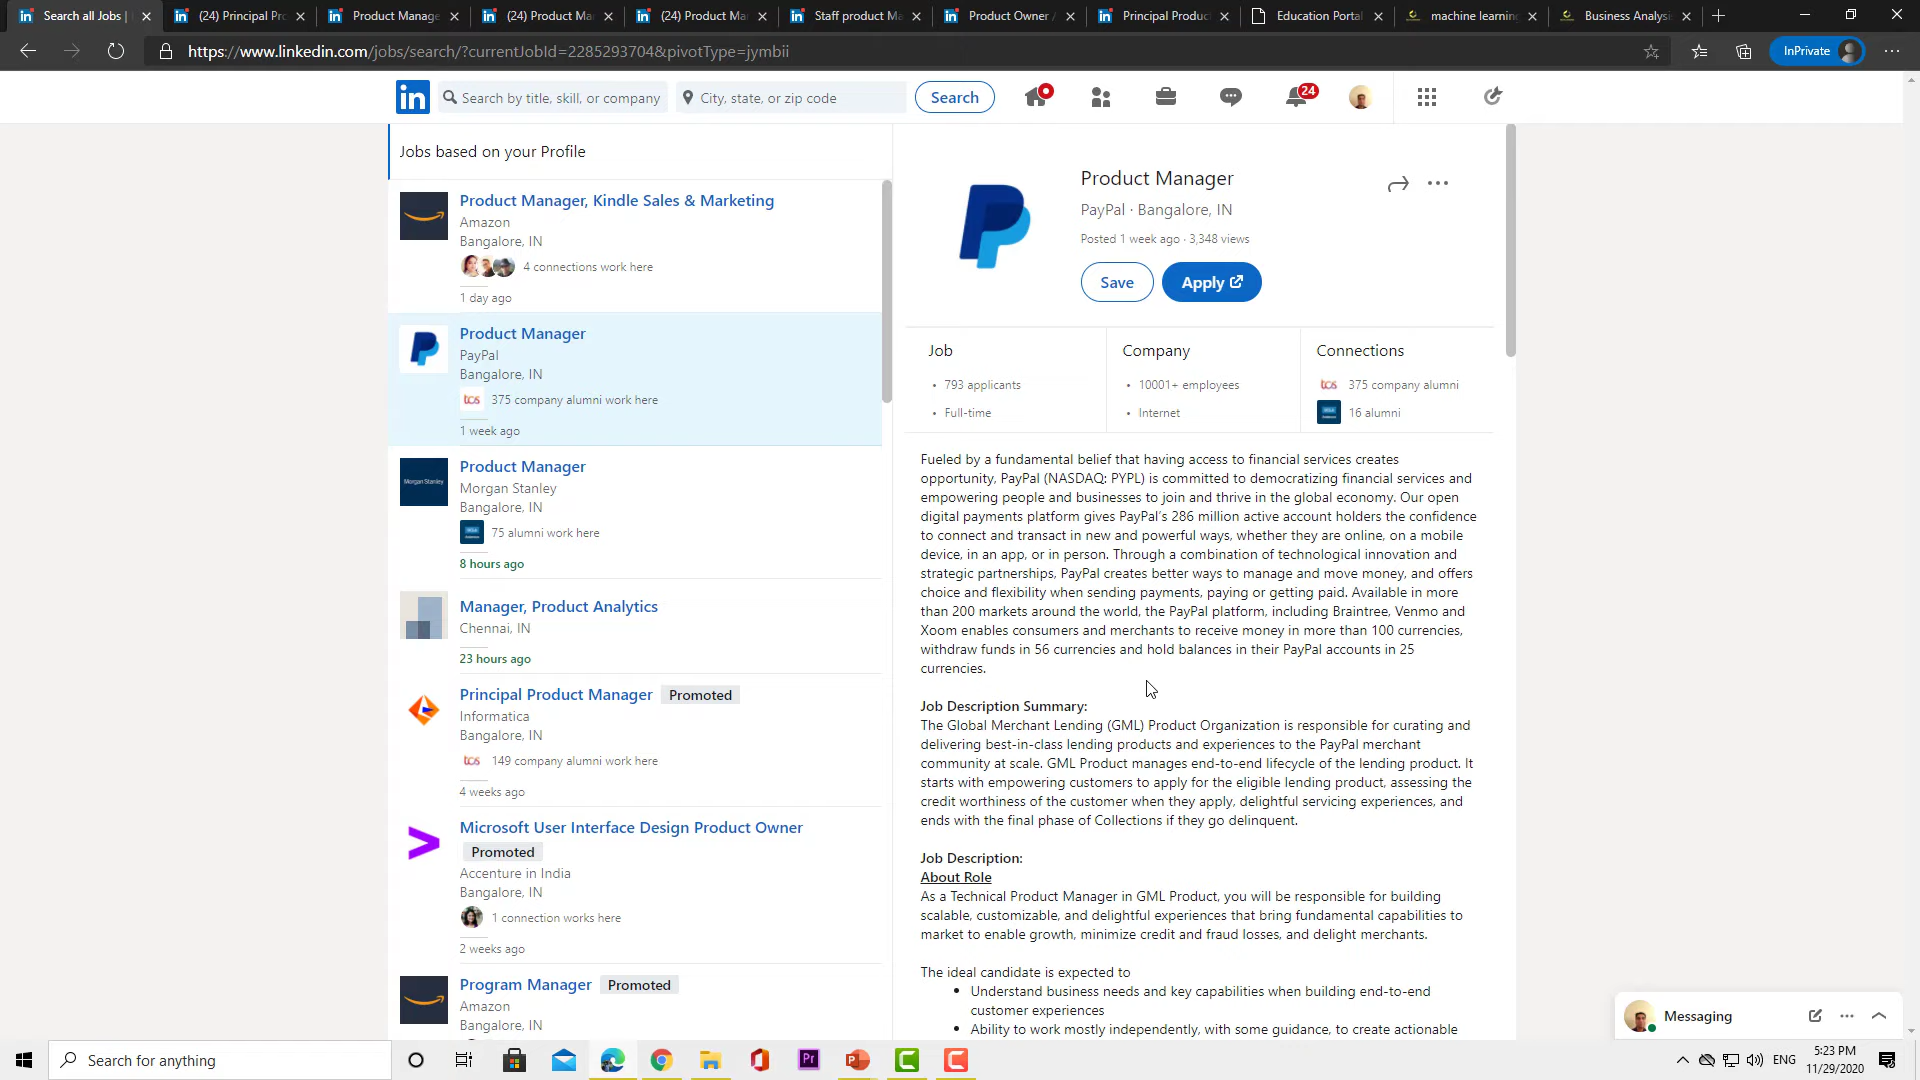 Search all Jobs |
(24) Principal Pro
Product Manage
(24) Product Ma
(24) Product Ma
Staff product M
Product Owner /
Principal Produc
Education Portal
machine learning
Business Analysi
https://www.linkedin.com/jobs/search/?currentJobId=2285293704&pivotType=jymbii
InPrivate
in
Search by title, skill, or company
City, state, or zip code
Search
24
Jobs based on your Profile
Product Manager, Kindle Sales & Marketing
Amazon
Bangalore, IN
4 connections work here
1 day ago
Product Manager
PayPal
Bangalore, IN
tcs 375 company alumni work here
1 week ago
Morgan Stanley
Product Manager
Morgan Stanley
Bangalore, IN
75 alumni work here
8 hours ago
Manager, Product Analytics
Chennai, IN
23 hours ago
Principal Product Manager Promoted
Informatica
Bangalore, IN
tcs 149 company alumni work here
4 weeks ago
Microsoft User Interface Design Product Owner
Promoted
Accenture in India
Bangalore, IN
1 connection works here
2 weeks ago
Program Manager Promoted
Amazon
Bangalore, IN
Product Manager
PayPal · Bangalore, IN
Posted 1 week ago · 3,348 views
Save
Apply
Job
• 793 applicants
• Full-time
Company
• 10001+ employees
• Internet
Connections
tcs 375 company alumni
16 alumni
Fueled by a fundamental belief that having access to financial services creates
opportunity, PayPal (NASDAQ: PYPL) is committed to democratizing financial services and
empowering people and businesses to join and thrive in the global economy. Our open
digital payments platform gives PayPal's 286 million active account holders the confidence
to connect and transact in new and powerful ways, whether they are online, on a mobile
device, in an app, or in person. Through a combination of technological innovation and
strategic partnerships, PayPal creates better ways to manage and move money, and offers
choice and flexibility when sending payments, paying or getting paid. Available in more
than 200 markets around the world, the PayPal platform, including Braintree, Venmo and
Xoom enables consumers and merchants to receive money in more than 100 currencies,
withdraw funds in 56 currencies and hold balances in their PayPal accounts in 25
currencies.
Job Description Summary:
The Global Merchant Lending (GML) Product Organization is responsible for curating and
delivering best-in-class lending products and experiences to the PayPal merchant
community at scale. GML Product manages end-to-end lifecycle of the lending product. It
starts with empowering customers to apply for the eligible lending product, assessing the
credit worthiness of the customer when they apply, delightful servicing experiences, and
ends with the final phase of Collections if they go delinquent.
Job Description:
About Role
As a Technical Product Manager in GML Product, you will be responsible for building
scalable, customizable, and delightful experiences that bring fundamental capabilities to
market to enable growth, minimize credit and fraud losses, and delight merchants.
The ideal candidate is expected to
• Understand business needs and key capabilities when building end-to-end
customer experiences
• Ability to work mostly independently, with some guidance, to create actionable
Messaging
Search for anything
Pr
ENG
5:23 PM
11/29/2020